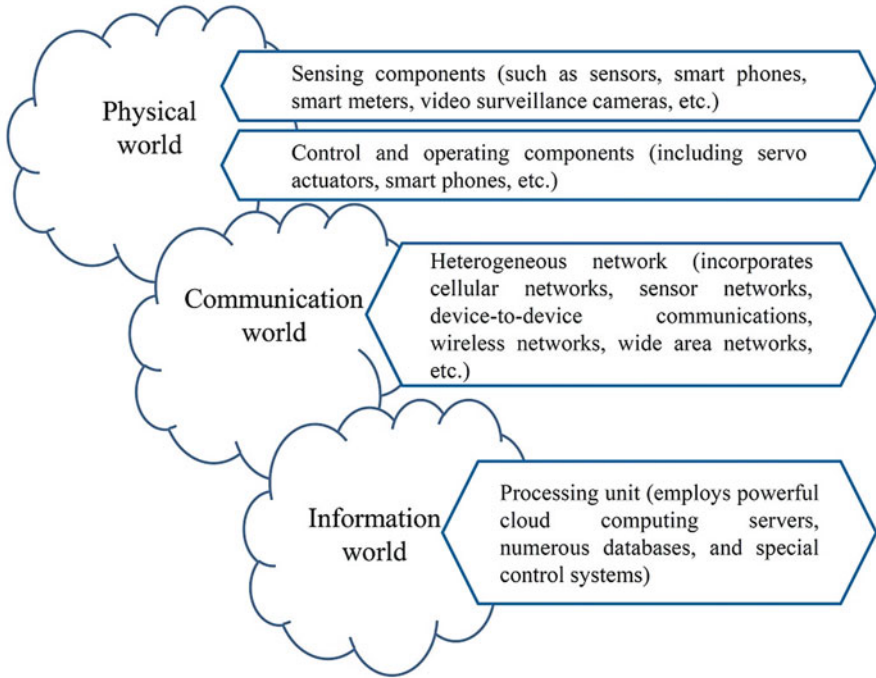 Physical
world
Sensing components (such as sensors, smart phones,
smart meters, video surveillance cameras, etc.)
Control and operating components (including servo
actuators, smart phones, etc.)
Communication
world
Heterogeneous network (incorporates
cellular networks, sensor networks,
device-to-device communications,
wireless networks, wide area networks,
etc.)
Information
world
Processing unit (employs powerful
cloud computing servers,
numerous databases, and special
control systems)